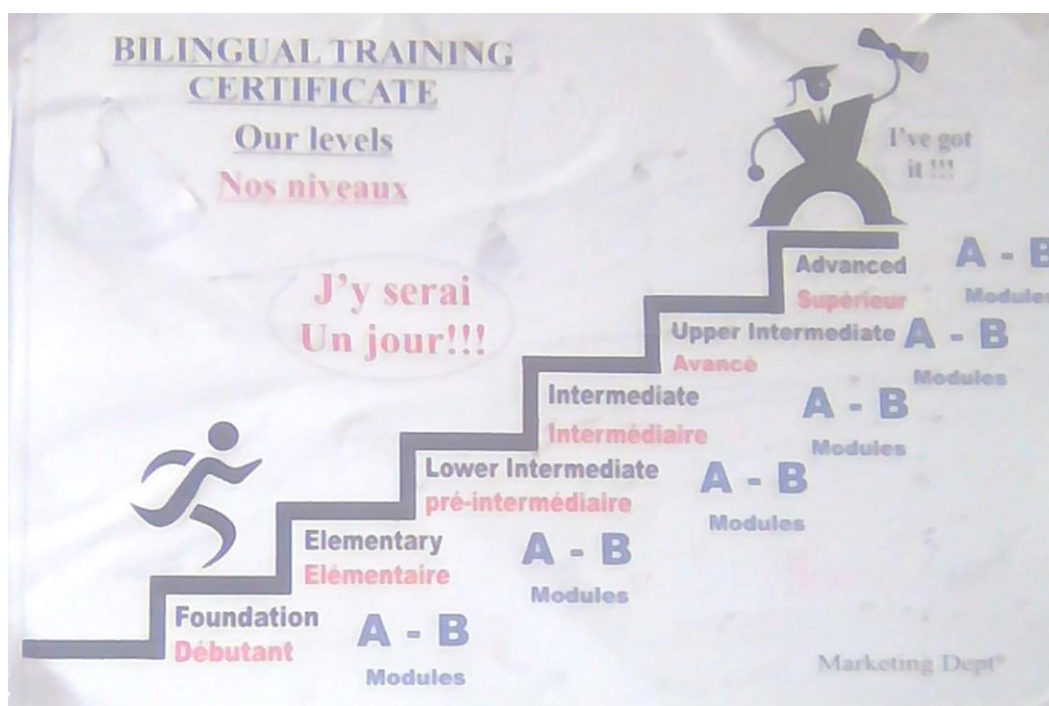 BILINGUAL TRAINING
CERTIFICATE
Our levels
Nos niveaux
J'y serai
Un jour!!!
I've got
it !!!
Advanced
Supérieur
A - B
Modules
Upper Intermediate
Avancé
A - B
Modules
Intermediate
Intermédiaire
A - B
Modules
Lower Intermediate
pré-intermédiaire
A - B
Modules
Elementary
Elémentaire
A - B
Modules
Foundation
Débutant
A - B
Modules
Marketing Dept°